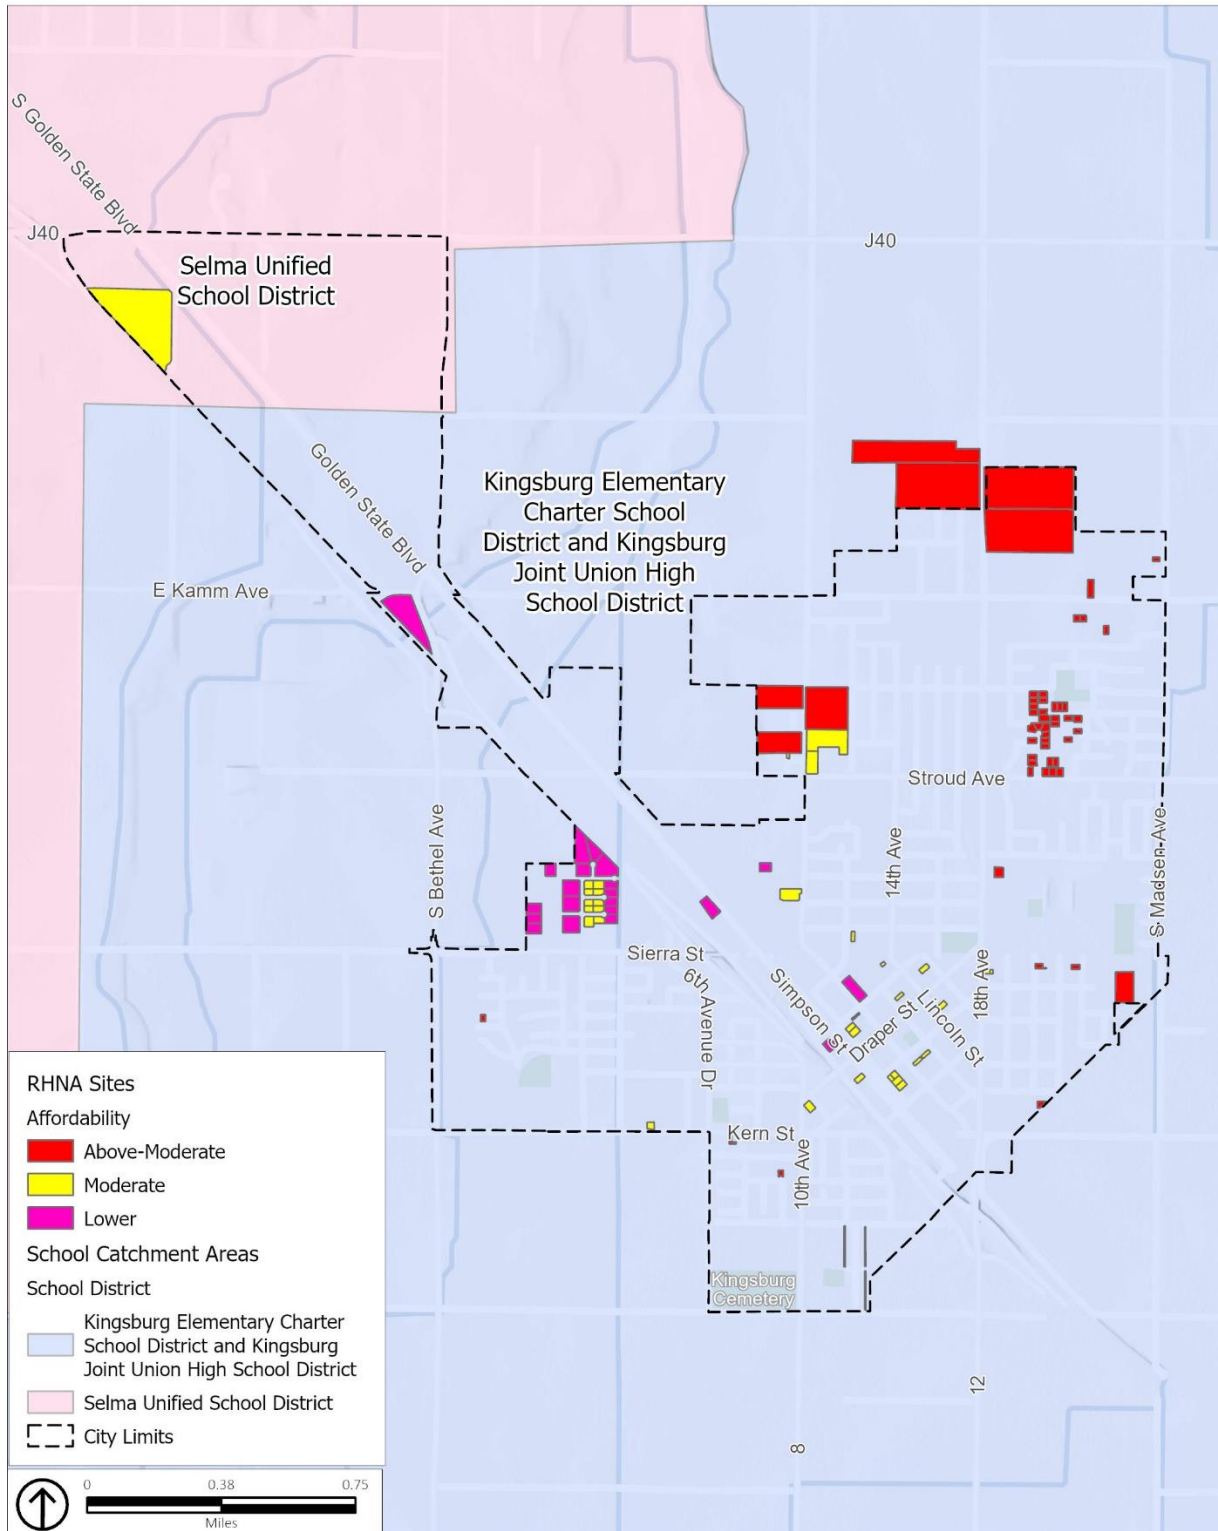 S Golden State Blvd
J40
J40
Selma Unified
School District
Golden State Blvd
Kingsburg Elementary
Charter School
District and Kingsburg
Joint Union High
School District
E Kamm Ave
Stroud Ave
S Bethel Ave
14th Ave
S Madsen Ave
Sierra St
6th Avenue Dr
Simpson St
Draper St
Lincoln St
18th Ave
Kern St
10th Ave
Kingsburg
Cemetery
12
8
RHNA Sites
Affordability
Above-Moderate
Moderate
Lower
School Catchment Areas
School District
Kingsburg Elementary Charter
School District and Kingsburg
Joint Union High School District
Selma Unified School District
City Limits
0 0.38 0.75
Miles